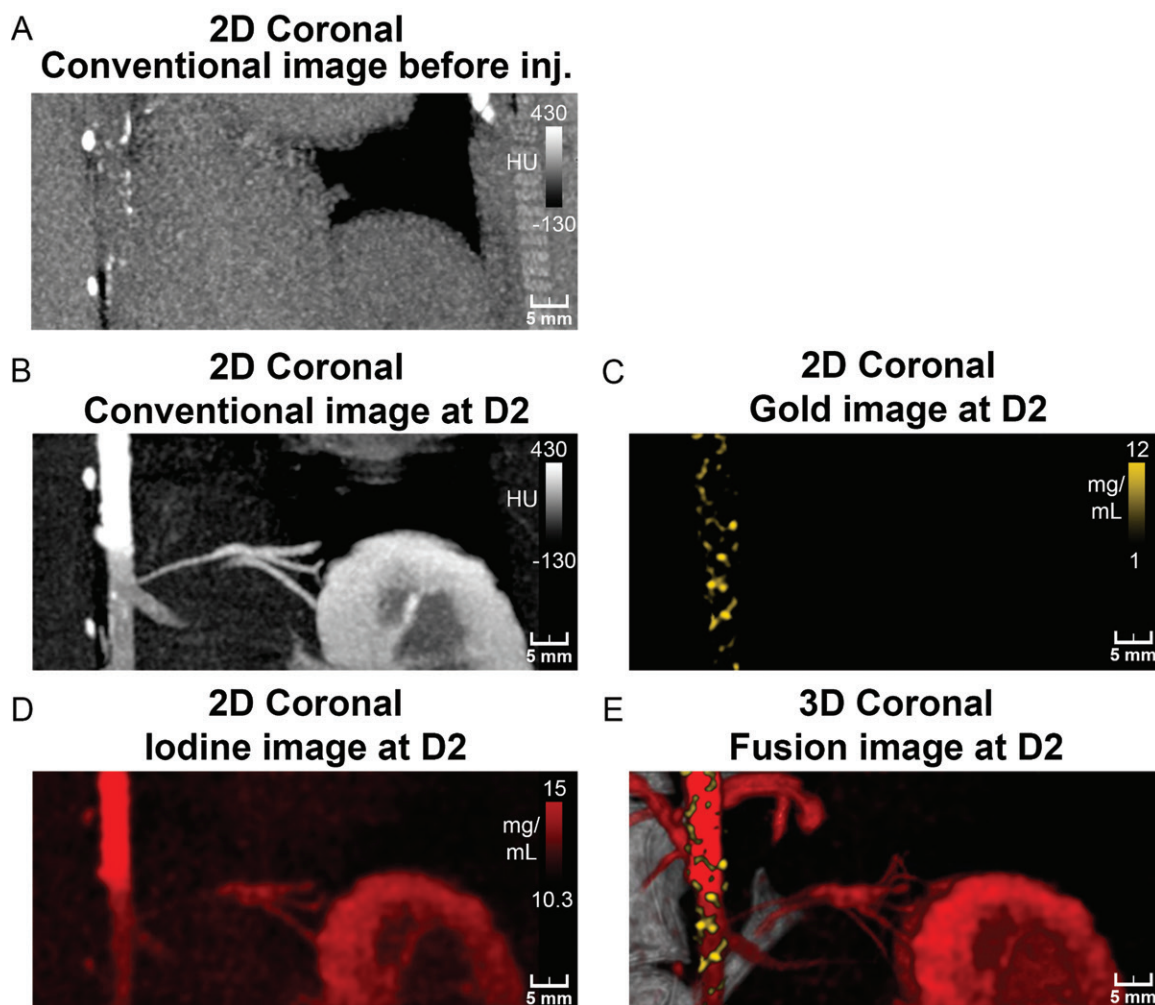 A
2D Coronal
Conventional image before inj.
430
HU
-130
5 mm
B
2D Coronal
Conventional image at D2
430
HU
-130
5 mm
C
2D Coronal
Gold image at D2
12
mg/
mL
1
5 mm
D
2D Coronal
Iodine image at D2
15
mg/
mL
10.3
5 mm
E
3D Coronal
Fusion image at D2
5 mm